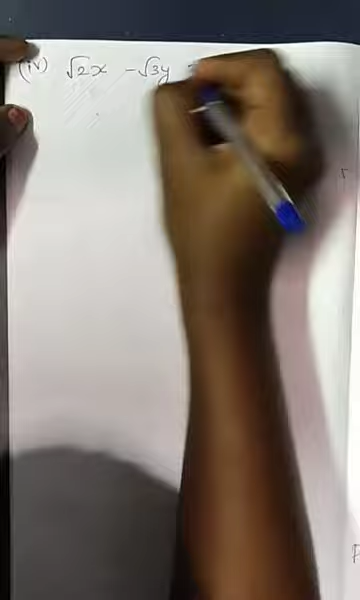 (iv) √2x - √3y